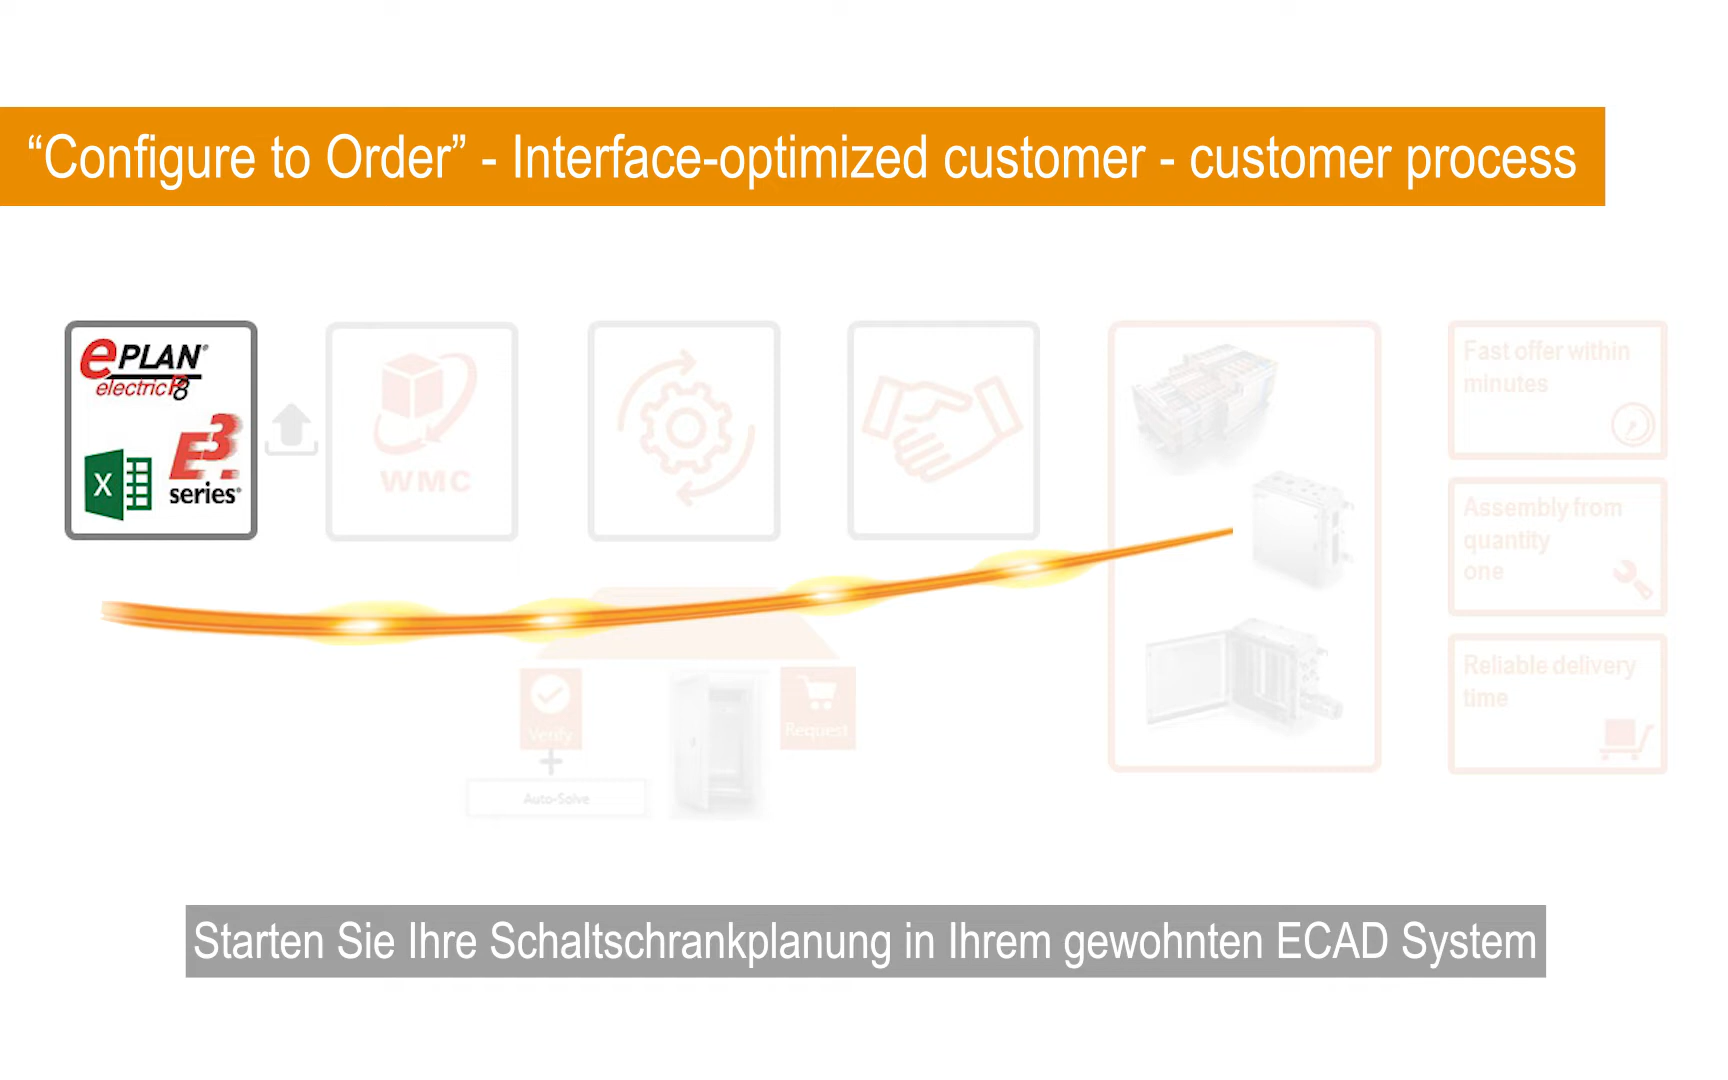 “Configure to Order” - Interface-optimized customer - customer process
ePLAN®
electric P8
X
E3.
series®
WMC
Fast offer within
minutes
Assembly from
quantity
one
Reliable delivery
time
Verify
Request
Auto-Solve
Starten Sie Ihre Schaltschrankplanung in Ihrem gewohnten ECAD System